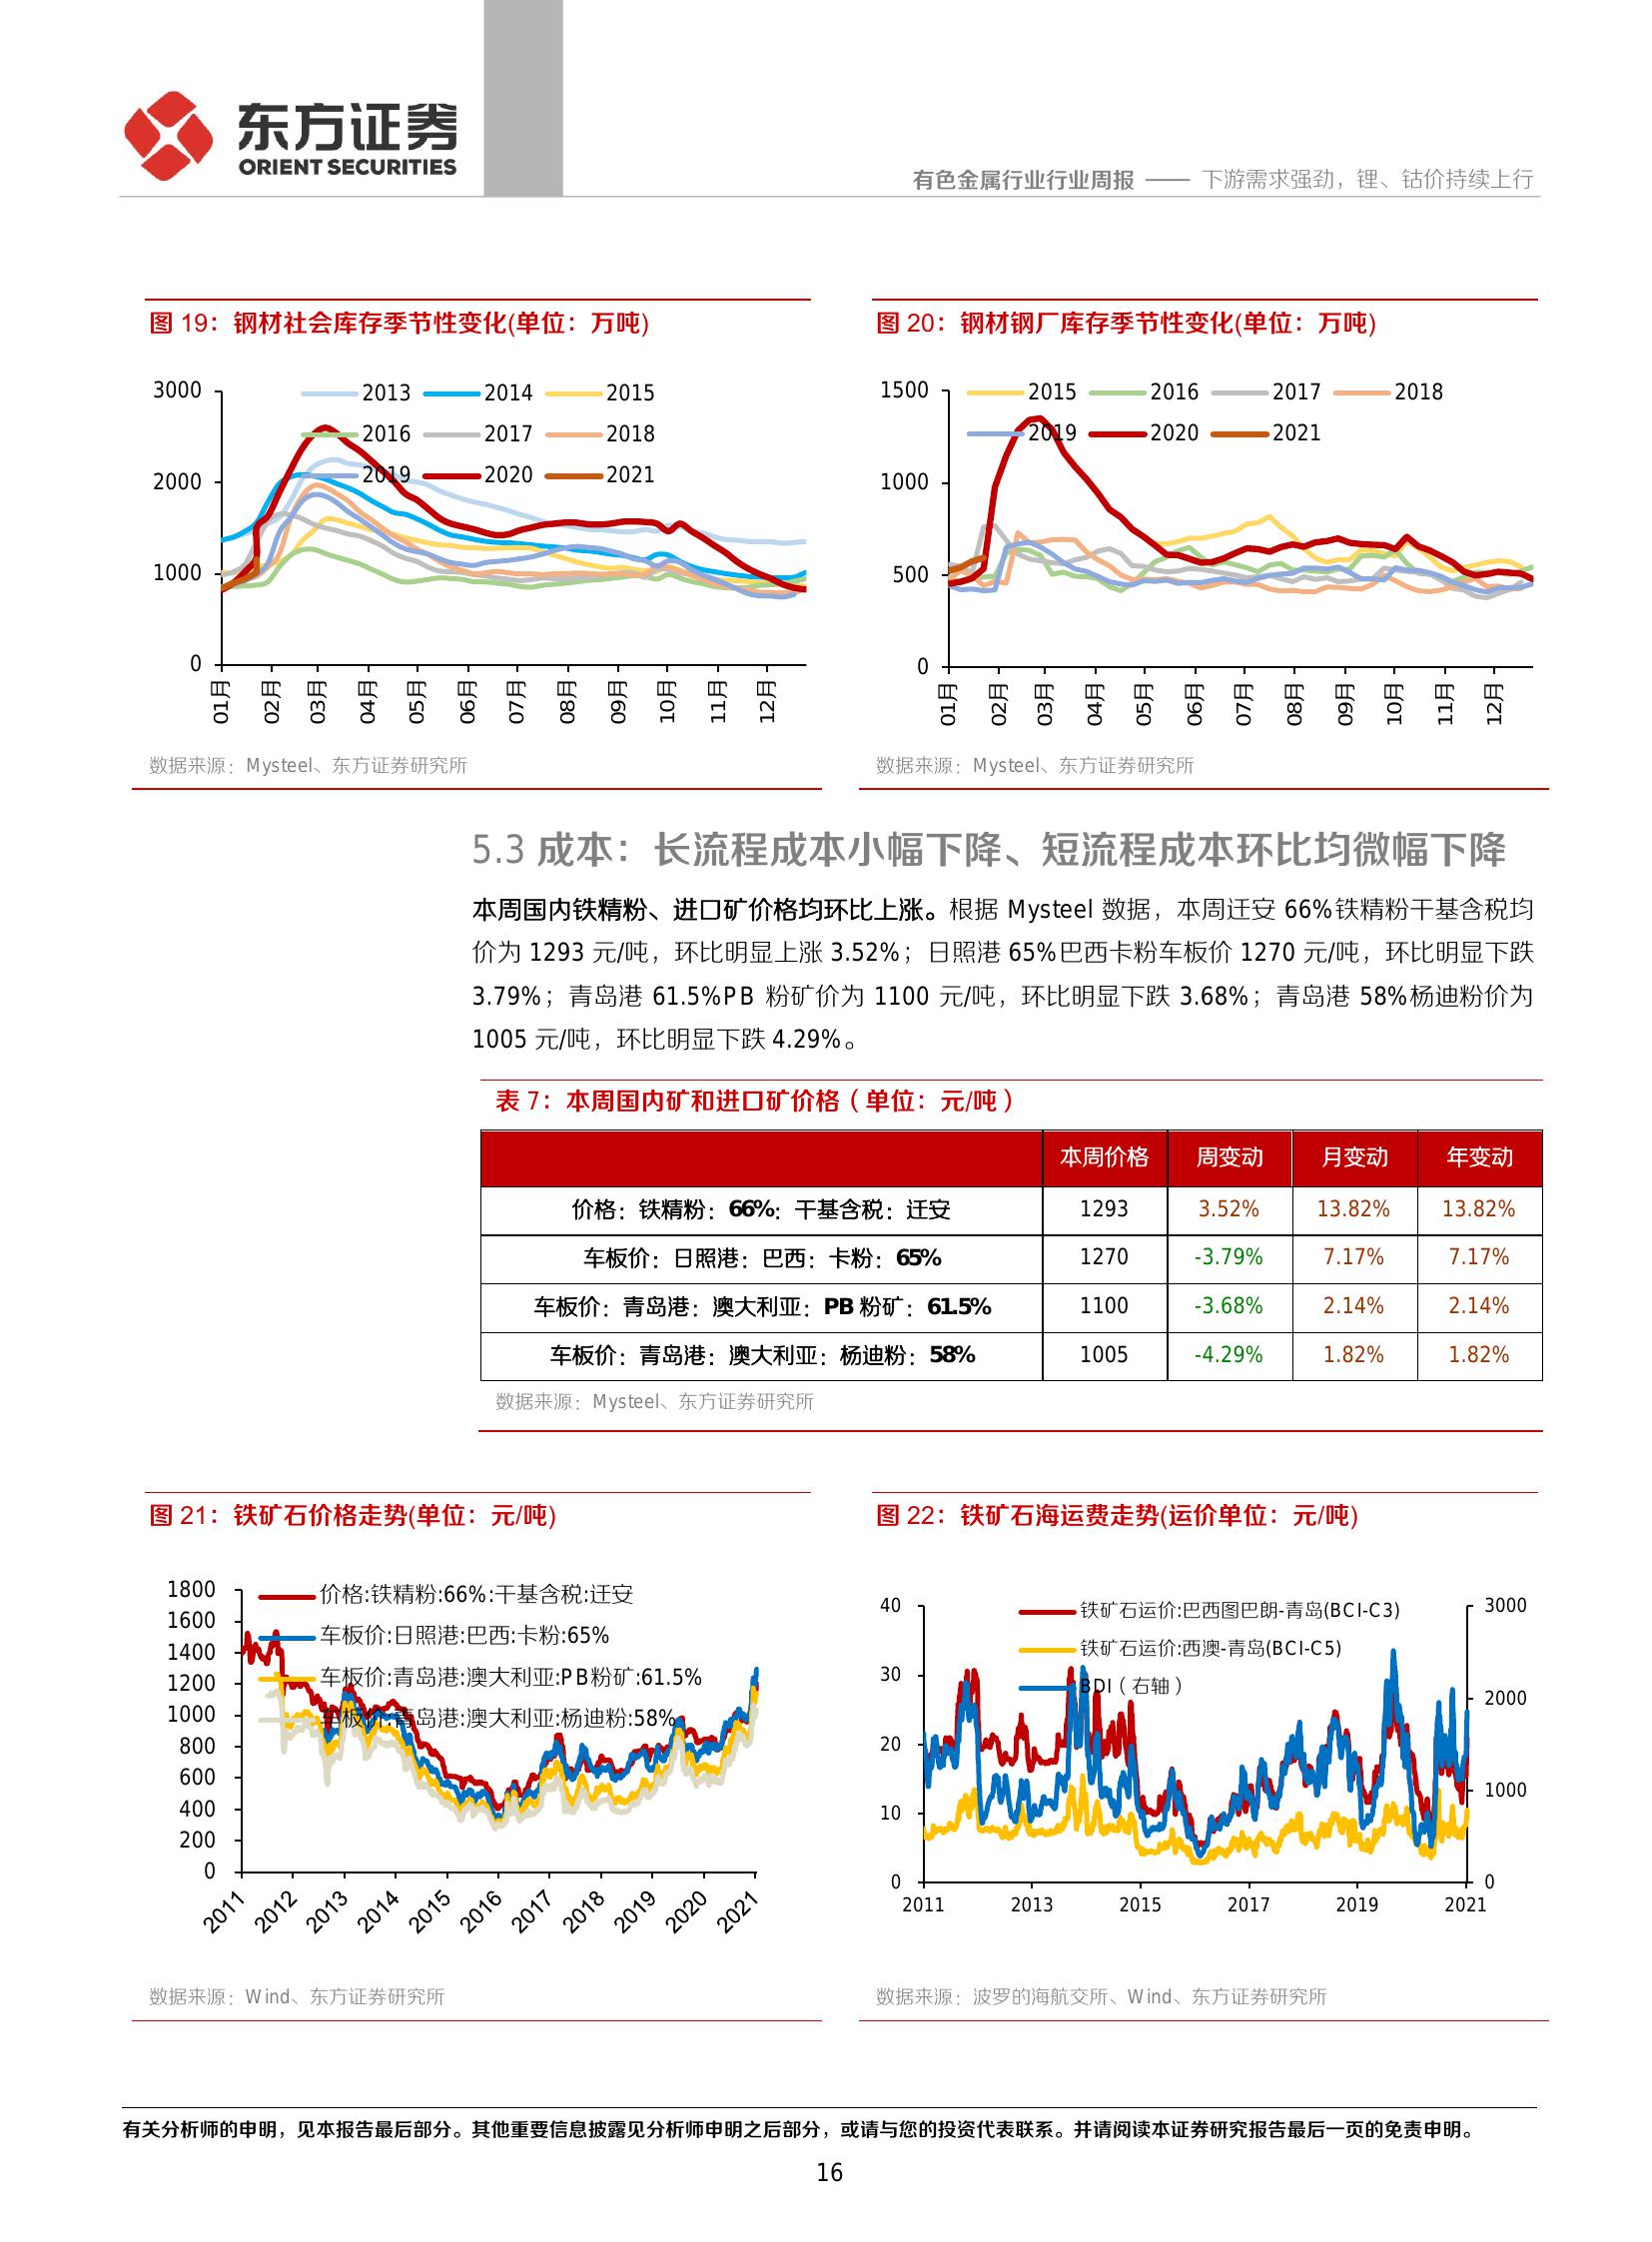 东方证券
ORIENT SECURITIES
有色金属行业行业周报 —— 下游需求强劲，锂、钴价持续上行
图 19：钢材社会库存季节性变化(单位：万吨)
3000
2000
1000
0
2013 2014 2015
2016 2017 2018
2019 2020 2021
01月 02月 03月 04月 05月 06月 07月 08月 09月 10月 11月 12月
数据来源：Mysteel、东方证券研究所
图 20：钢材钢厂库存季节性变化(单位：万吨)
1500
1000
500
0
2015 2016 2017 2018
2019 2020 2021
01月 02月 03月 04月 05月 06月 07月 08月 09月 10月 11月 12月
数据来源：Mysteel、东方证券研究所
5.3 成本：长流程成本小幅下降、短流程成本环比均微幅下降
本周国内铁精粉、进口矿价格均环比上涨。根据 Mysteel 数据，本周迁安 66%铁精粉干基含税均
价为 1293 元/吨，环比明显上涨 3.52%；日照港 65%巴西卡粉车板价 1270 元/吨，环比明显下跌
3.79%；青岛港 61.5%PB 粉矿价为 1100 元/吨，环比明显下跌 3.68%；青岛港 58%杨迪粉价为
1005 元/吨，环比明显下跌 4.29%。
表 7：本周国内矿和进口矿价格（单位：元/吨）
本周价格 周变动 月变动 年变动
价格：铁精粉：66%：干基含税：迁安 1293 3.52% 13.82% 13.82%
车板价：日照港：巴西：卡粉：65% 1270 -3.79% 7.17% 7.17%
车板价：青岛港：澳大利亚：PB 粉矿：61.5% 1100 -3.68% 2.14% 2.14%
车板价：青岛港：澳大利亚：杨迪粉：58% 1005 -4.29% 1.82% 1.82%
数据来源：Mysteel、东方证券研究所
图 21：铁矿石价格走势(单位：元/吨)
1800
1600
1400
1200
1000
800
600
400
200
0
价格:铁精粉:66%:干基含税:迁安
车板价:日照港:巴西:卡粉:65%
车板价:青岛港:澳大利亚:PB粉矿:61.5%
车板价:青岛港:澳大利亚:杨迪粉:58%
2011 2012 2013 2014 2015 2016 2017 2018 2019 2020 2021
数据来源：Wind、东方证券研究所
图 22：铁矿石海运费走势(运价单位：元/吨)
40
30
20
10
0
铁矿石运价:巴西图巴朗-青岛(BCI-C3)
铁矿石运价:西澳-青岛(BCI-C5)
BDI（右轴）
3000
2000
1000
0
2011 2013 2015 2017 2019 2021
数据来源：波罗的海航交所、Wind、东方证券研究所
有关分析师的申明，见本报告最后部分。其他重要信息披露见分析师申明之后部分，或请与您的投资代表联系。并请阅读本证券研究报告最后一页的免责申明。
16